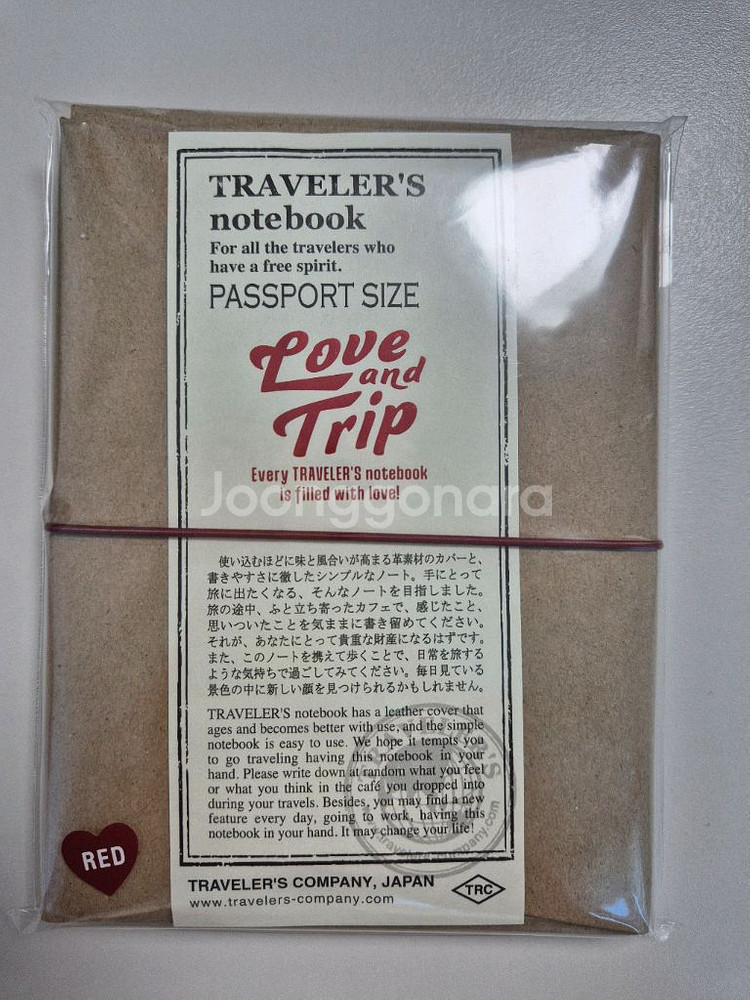 TRAVELER'S
notebook
For all the travelers who
have a free spirit.
PASSPORT SIZE
Love
and
Trip
Every TRAVELER'S notebook
is filled with love!
Joonggonara
使い込むほどに味と風合いが高まる革素材のカバーと、
書きやすさに徹したシンプルなノート。手にとって
旅に出たくなる、そんなノートを目指しました。
旅の途中、ふと立ち寄ったカフェで、感じたこと、
思いついたことを気ままに書き留めてください。
それが、あなたにとって貴重な財産になるはずです。
また、このノートを携えて歩くことで、日常を旅する
ような気持ちで過ごしてみてください。毎日見ている
景色の中に新しい顔を見つけられるかもしれません。
TRAVELER'S notebook has a leather cover that
ages and becomes better with use, and the simple
notebook is easy to use. We hope it tempts you
to go traveling having this notebook in your
hand. Please write down at random what you feel
or what you think in the café you dropped into
during your travels. Besides, you may find a new
feature every day, going to work, having this
notebook in your hand. It may change your life!
TRAVELER'S
www.travelers-company.com
RED
TRAVELER'S COMPANY, JAPAN
TRC
www.travelers-company.com